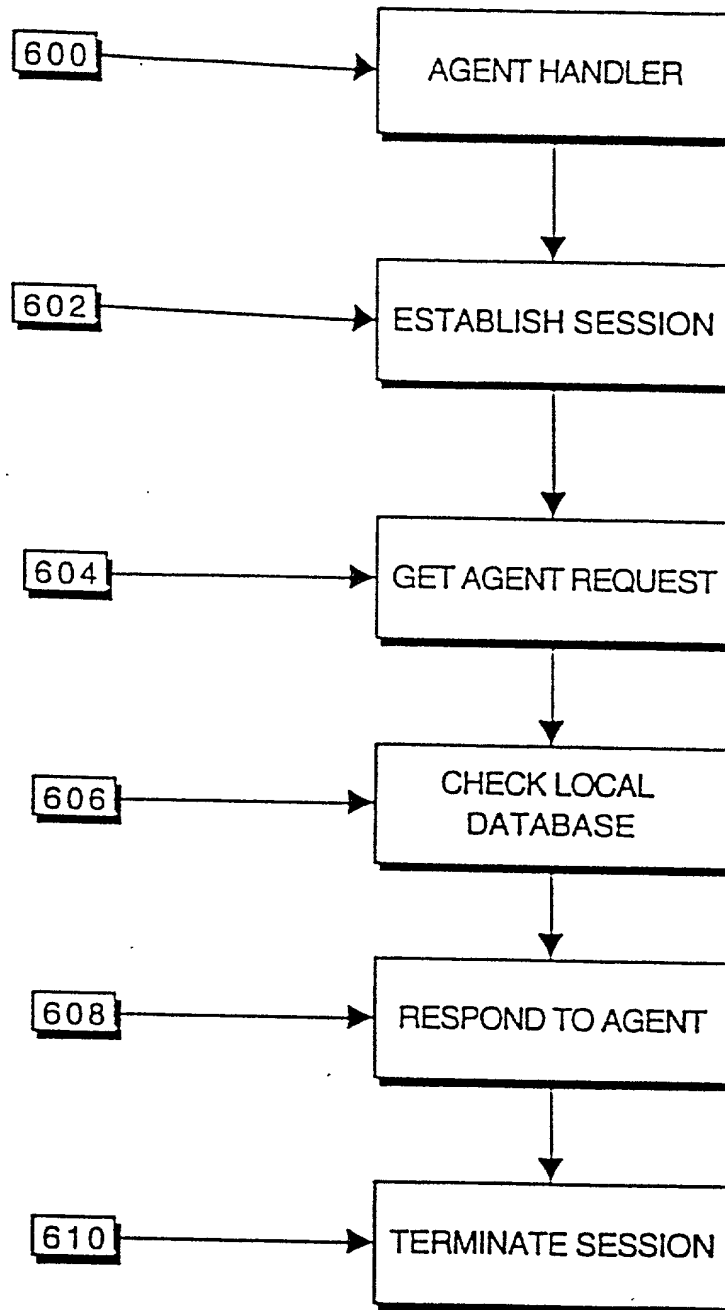 600
AGENT HANDLER
602
ESTABLISH SESSION
604
GET AGENT REQUEST
606
CHECK LOCAL
DATABASE
608
RESPOND TO AGENT
610
TERMINATE SESSION